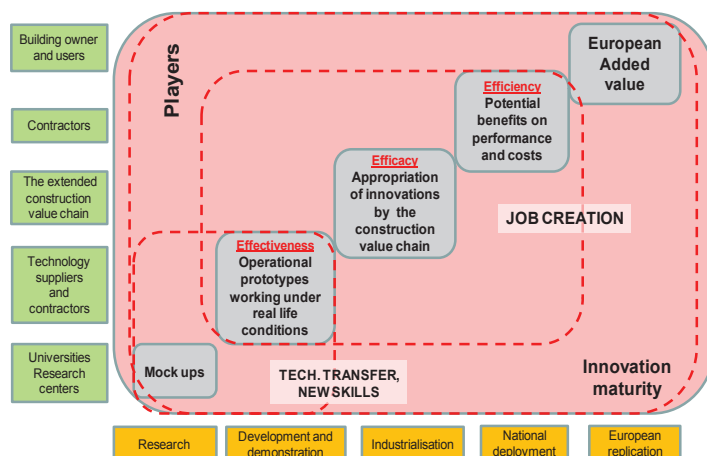 Building owner
and users
Contractors
The extended
construction
value chain
Technology
suppliers
and
contractors
Universities
Research
centers
Players
European
Added
value
Efficiency
Potential
benefits on
performance
and costs
Efficacy
Appropriation
of innovations
by the
construction
value chain
JOB CREATION
Effectiveness
Operational
prototypes
working under
real life
conditions
Mock ups
TECH. TRANSFER,
NEW SKILLS
Innovation
maturity
Research
Development and
demonstration
Industrialisation
National
deployment
European
replication